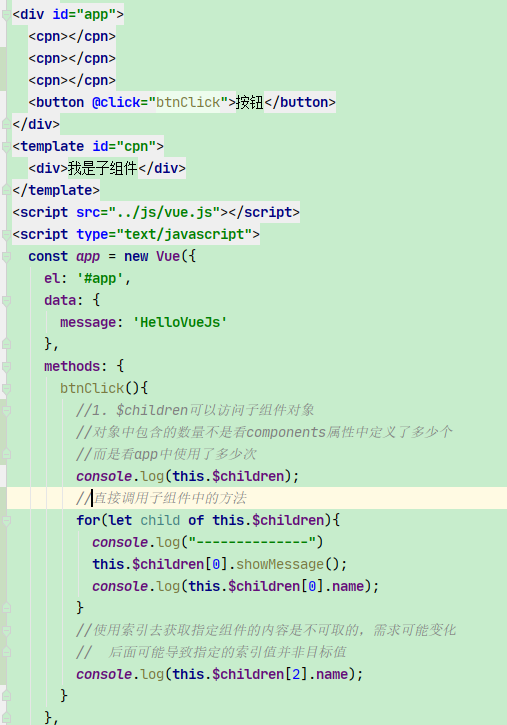 <div id="app">
<cpn></cpn>
<cpn></cpn>
<cpn></cpn>
<button @click="btnClick">按钮</button>
</div>
<template id="cpn">
<div>我是子组件</div>
</template>
<script src="../js/vue.js"></script>
<script type="text/javascript">
const app = new Vue({
el: '#app',
data: {
message: 'HelloVueJs'
},
methods: {
btnClick(){
//1. $children可以访问子组件对象
//对象中包含的数量不是看components属性中定义了多少个
//而是看app中使用了多少次
console.log(this.$children);
//直接调用子组件中的方法
for(let child of this.$children){
console.log("--------------")
this.$children[0].showMessage();
console.log(this.$children[0].name);
}
//使用索引去获取指定组件的内容是不可取的，需求可能变化
// 后面可能导致指定的索引值并非目标值
console.log(this.$children[2].name);
}
},